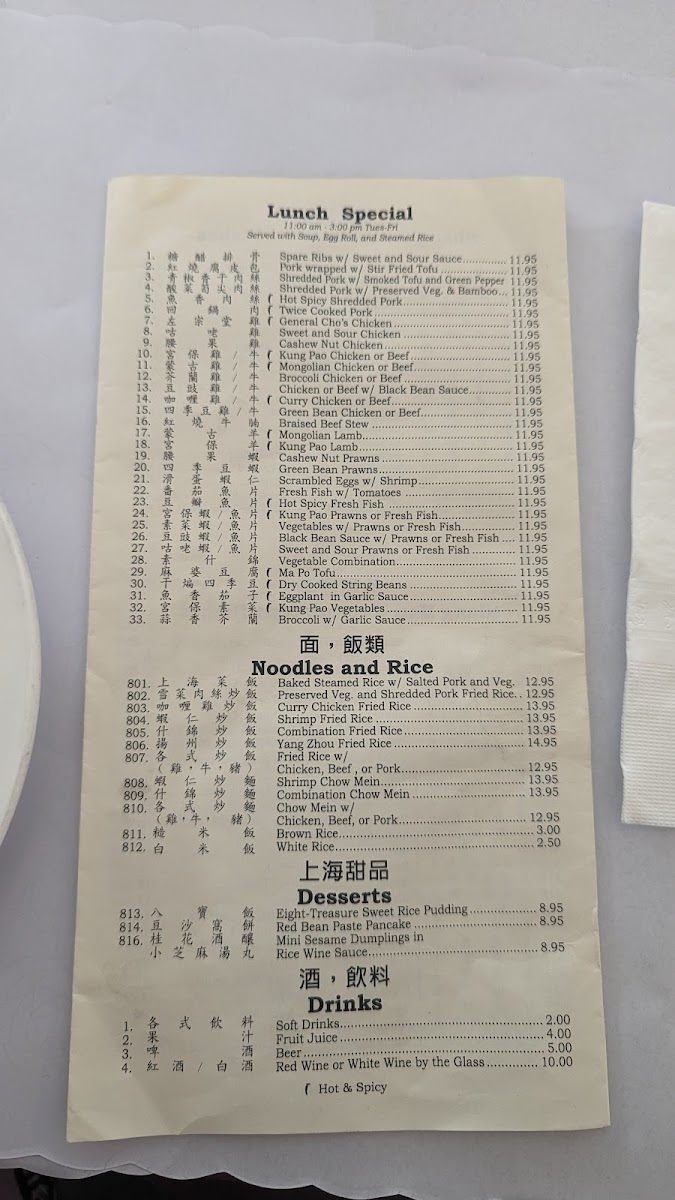 Lunch Special
11:00 am - 3:00 pm Tues-Fri
Served with Soup, Egg Roll, and Steamed Rice
1. 糖醋排骨 Spare Ribs w/ Sweet and Sour Sauce............ 11.95
2. 紅燒腐皮包 Pork wrapped w/ Stir Fried Tofu .................. 11.95
3. 青椒香干肉絲 Shredded Pork w/ Smoked Tofu and Green Pepper 11.95
4. 酸菜筍尖肉絲 Shredded Pork w/ Preserved Veg. & Bamboo... 11.95
5. 魚香肉絲 Hot Spicy Shredded Pork............................ 11.95
6. 回鍋肉 Twice Cooked Pork.................................... 11.95
7. 左宗堂雞 General Cho's Chicken............................... 11.95
8. 咕咾雞 Sweet and Sour Chicken ............................. 11.95
9. 腰果雞 Cashew Nut Chicken.................................. 11.95
10. 宮保雞/牛 Kung Pao Chicken or Beef........................... 11.95
11. 蒙古雞/牛 Mongolian Chicken or Beef.......................... 11.95
12. 芥蘭雞/牛 Broccoli Chicken or Beef ............................ 11.95
13. 豆豉雞/牛 Chicken or Beef w/ Black Bean Sauce........... 11.95
14. 咖喱雞/牛 Curry Chicken or Beef............................... 11.95
15. 四季豆雞/牛 Green Bean Chicken or Beef........................ 11.95
16. 紅燒牛腩 Braised Beef Stew ..................................... 11.95
17. 蒙古羊 Mongolian Lamb........................................ 11.95
18. 宮保羊 Kung Pao Lamb......................................... 11.95
19. 腰果蝦 Cashew Nut Prawns ................................... 11.95
20. 四季豆蝦 Green Bean Prawns.................................... 11.95
21. 滑蛋蝦仁 Scrambled Eggs w/ Shrimp......................... 11.95
22. 番茄魚片 Fresh Fish w/ Tomatoes ............................. 11.95
23. 豆瓣魚片 Hot Spicy Fresh Fish ................................. 11.95
24. 宮保蝦/魚片 Kung Pao Prawns or Fresh Fish................... 11.95
25. 素菜蝦/魚片 Vegetables w/ Prawns or Fresh Fish.............. 11.95
26. 豆豉蝦/魚片 Black Bean Sauce w/ Prawns or Fresh Fish .... 11.95
27. 咕咾蝦/魚片 Sweet and Sour Prawns or Fresh Fish ........... 11.95
28. 素什錦 Vegetable Combination............................... 11.95
29. 麻婆豆腐 Ma Po Tofu.............................................. 11.95
30. 干煸四季豆 Dry Cooked String Beans ........................... 11.95
31. 魚香茄子 Eggplant in Garlic Sauce........................... 11.95
32. 宮保素菜 Kung Pao Vegetables ................................ 11.95
33. 蒜香芥蘭 Broccoli w/ Garlic Sauce............................ 11.95
面,飯類
Noodles and Rice
801. 上海菜飯 Baked Steamed Rice w/ Salted Pork and Veg. 12.95
802. 雪菜肉絲炒飯 Preserved Veg. and Shredded Pork Fried Rice.. 12.95
803. 咖喱雞炒飯 Curry Chicken Fried Rice ............................ 13.95
804. 蝦仁炒飯 Shrimp Fried Rice ...................................... 13.95
805. 什錦炒飯 Combination Fried Rice............................... 13.95
806. 揚州炒飯 Yang Zhou Fried Rice ................................. 14.95
807. 各式炒飯 Fried Rice w/
(雞,牛,豬) Chicken, Beef , or Pork............................... 12.95
808. 蝦仁炒麵 Shrimp Chow Mein..................................... 13.95
809. 什錦炒麵 Combination Chow Mein ............................. 13.95
810. 各式炒麵 Chow Mein w/
(雞,牛,豬) Chicken, Beef, or Pork................................ 12.95
811. 糙米飯 Brown Rice................................................ 3.00
812. 白米飯 White Rice................................................. 2.50
上海甜品
Desserts
813. 八寶飯 Eight-Treasure Sweet Rice Pudding................. 8.95
814. 豆沙窩餅 Red Bean Paste Pancake ............................... 8.95
816. 桂花酒釀 Mini Sesame Dumplings in
小芝麻湯丸 Rice Wine Sauce........................................... 8.95
酒,飲料
Drinks
1. 各式飲料 Soft Drinks.................................................. 2.00
2. 果汁 Fruit Juice .................................................. 4.00
3. 啤酒 Beer ........................................................... 5.00
4. 紅酒/白酒 Red Wine or White Wine by the Glass............. 10.00
Hot & Spicy